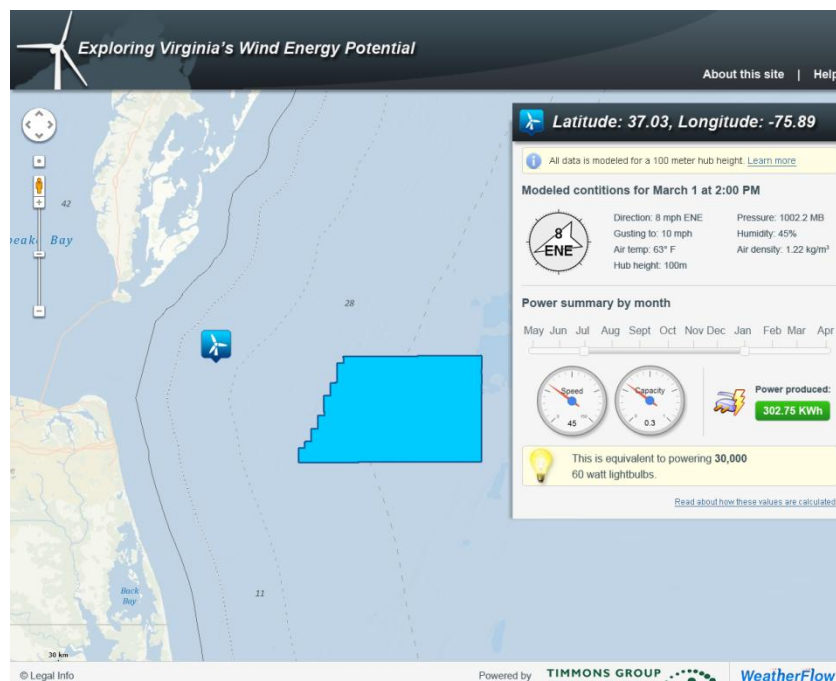 Exploring Virginia's Wind Energy Potential
About this site | Help
Latitude: 37.03, Longitude: -75.89
All data is modeled for a 100 meter hub height. Learn more
Modeled contitions for March 1 at 2:00 PM
8
ENE
Direction: 8 mph ENE
Gusting to: 10 mph
Air temp: 63° F
Hub height: 100m
Pressure: 1002.2 MB
Humidity: 45%
Air density: 1.22 kg/m³
Power summary by month
May Jun Jul Aug Sept Oct Nov Dec Jan Feb Mar Apr
Speed
45
Capacity
0.3
Power produced:
302.75 KWh
This is equivalent to powering 30,000
60 watt lightbulbs.
Read about how these values are calculated
42
Bay
28
Back
Bay
11
30 km
© Legal Info
Powered by TIMMONS GROUP
WeatherFlow